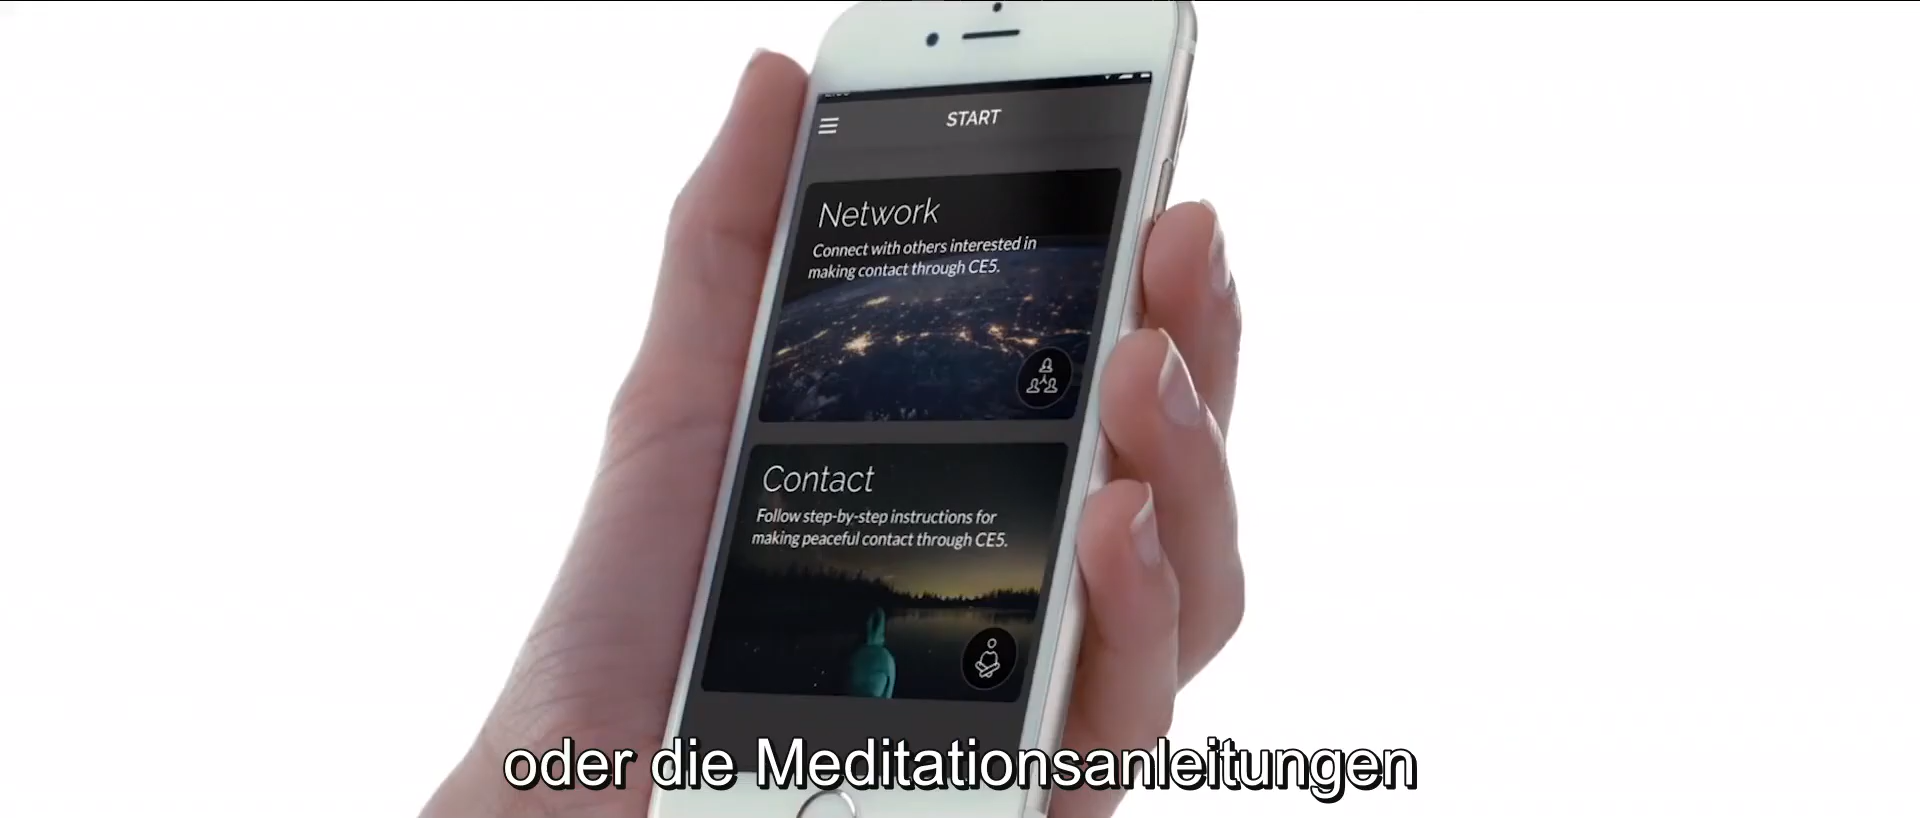 START
Network
Connect with others interested in
making contact through CE5.
Contact
Follow step-by-step instructions for
making peaceful contact through CE5.
oder die Meditationsanleitungen